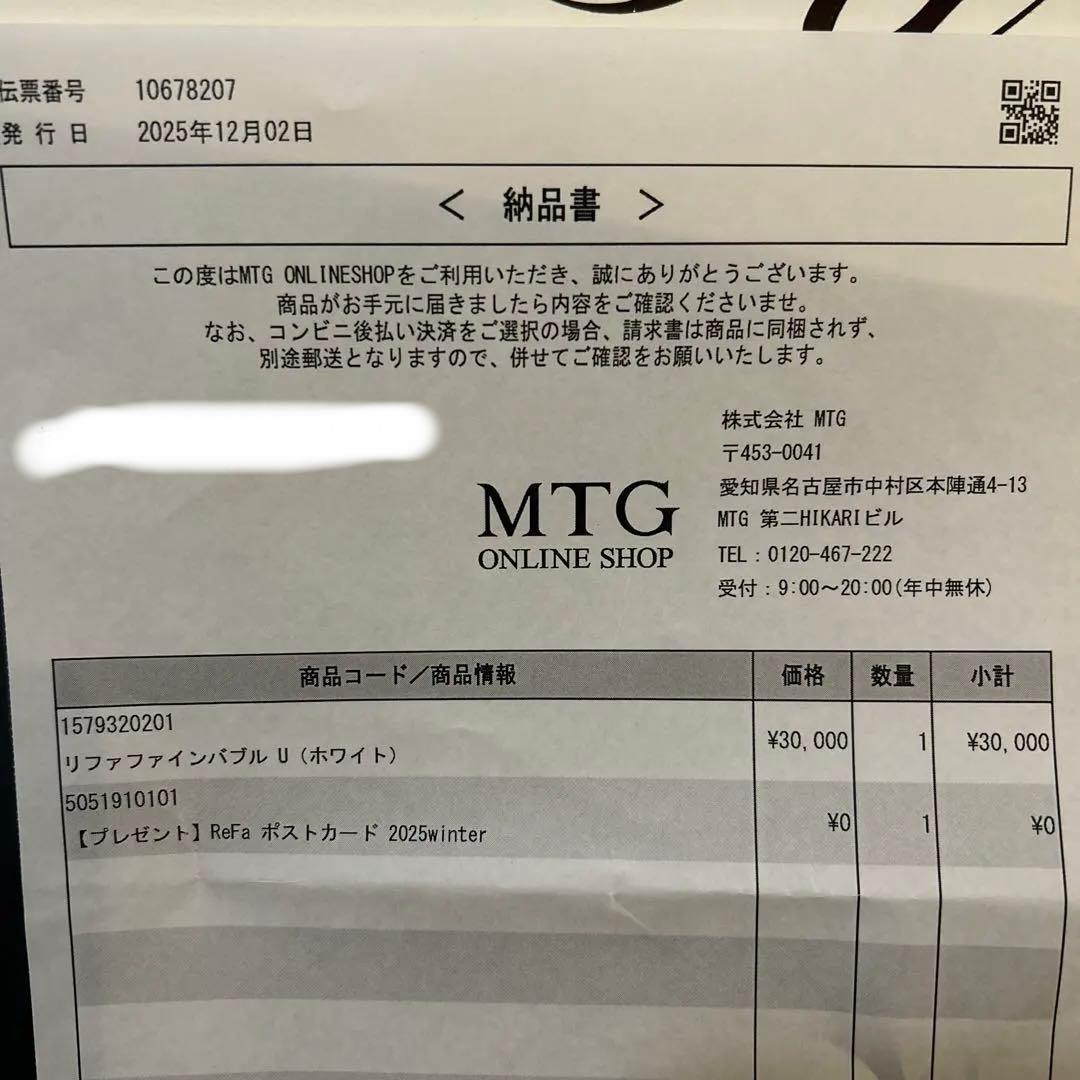 伝票番号 10678207
発行日 2025年12月02日
< 納品書 >
この度はMTG ONLINESHOPをご利用いただき、誠にありがとうございます。
商品がお手元に届きましたら内容をご確認くださいませ。
なお、コンビニ後払い決済をご選択の場合、請求書は商品に同梱されず、
別途郵送となりますので、併せてご確認をお願いいたします。
株式会社 MTG
〒453-0041
愛知県名古屋市中村区本陣通4-13
MTG 第二HIKARIビル
TEL：0120-467-222
受付：9:00～20:00(年中無休)
MTG
ONLINE SHOP
商品コード／商品情報 価格 数量 小計
1579320201
リファファインバブル U（ホワイト） ¥30,000 1 ¥30,000
5051910101
【プレゼント】ReFa ポストカード 2025winter ¥0 1 ¥0